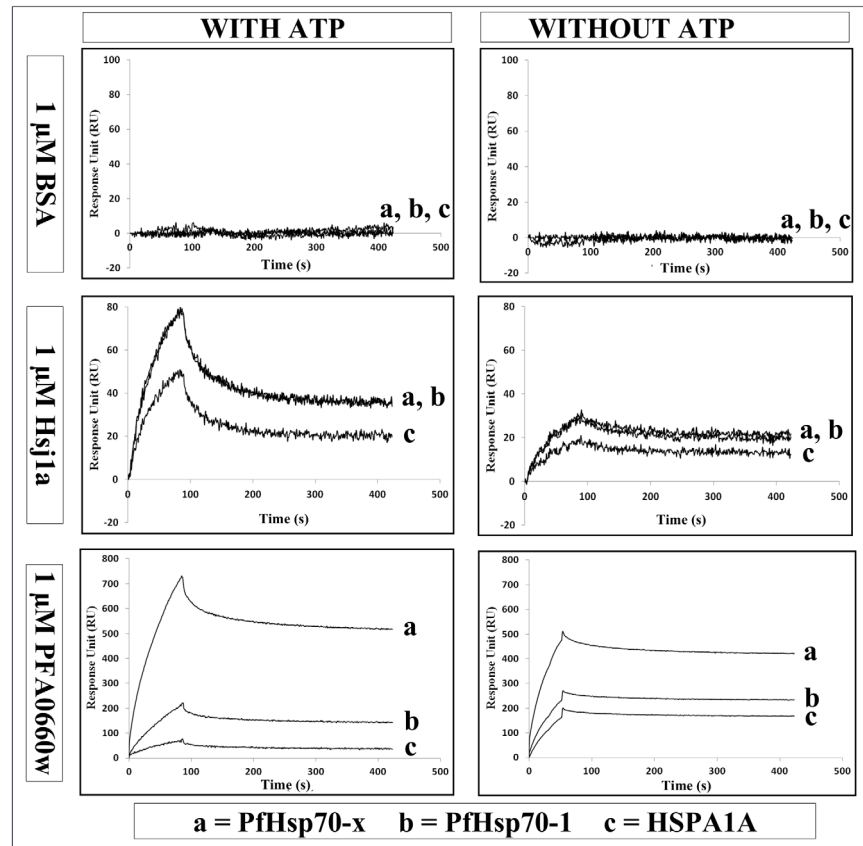 WITH ATP
WITHOUT ATP
1 µM BSA
Response Unit (RU)
100
80
60
40
20
0
-20
0
100
200
300
400
500
Time (s)
a, b, c
Response Unit (RU)
100
80
60
40
20
0
-20
0
100
200
300
400
500
Time (s)
a, b, c
1 µM Hsj1a
Response Unit (RU)
80
60
40
20
0
-20
0
100
200
300
400
500
Time (s)
a, b
c
Response Unit (RU)
80
60
40
20
0
-20
0
100
200
300
400
500
Time (s)
a, b
c
1 µM PFA0660w
Response Unit (RU)
800
700
600
500
400
300
200
100
0
0
100
200
300
400
500
Time (s)
a
b
c
Response Unit (RU)
800
700
600
500
400
300
200
100
0
0
100
200
300
400
500
Time (s)
a
b
c
a = PfHsp70-x b = PfHsp70-1 c = HSPA1A